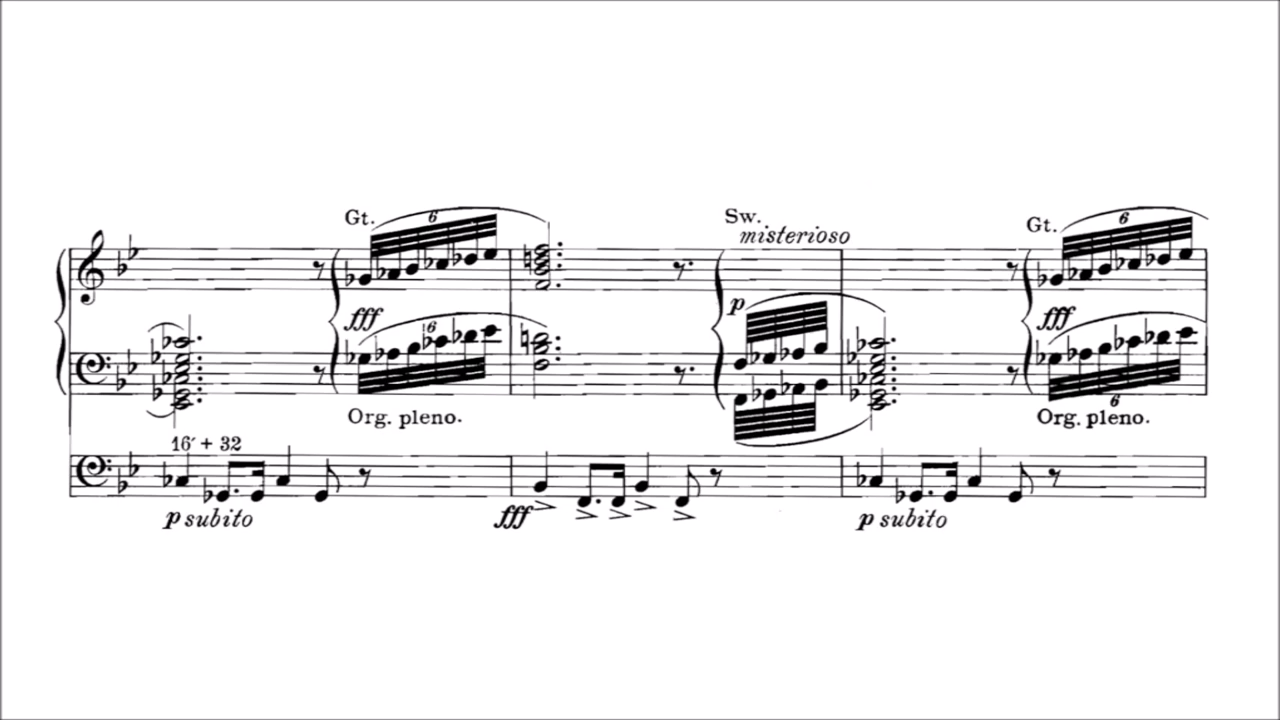 Gt. 6 Sw. misterioso Gt. 6
fff p fff
6
Org. pleno. Org. pleno.
6
16' + 32
p subito fff p subito